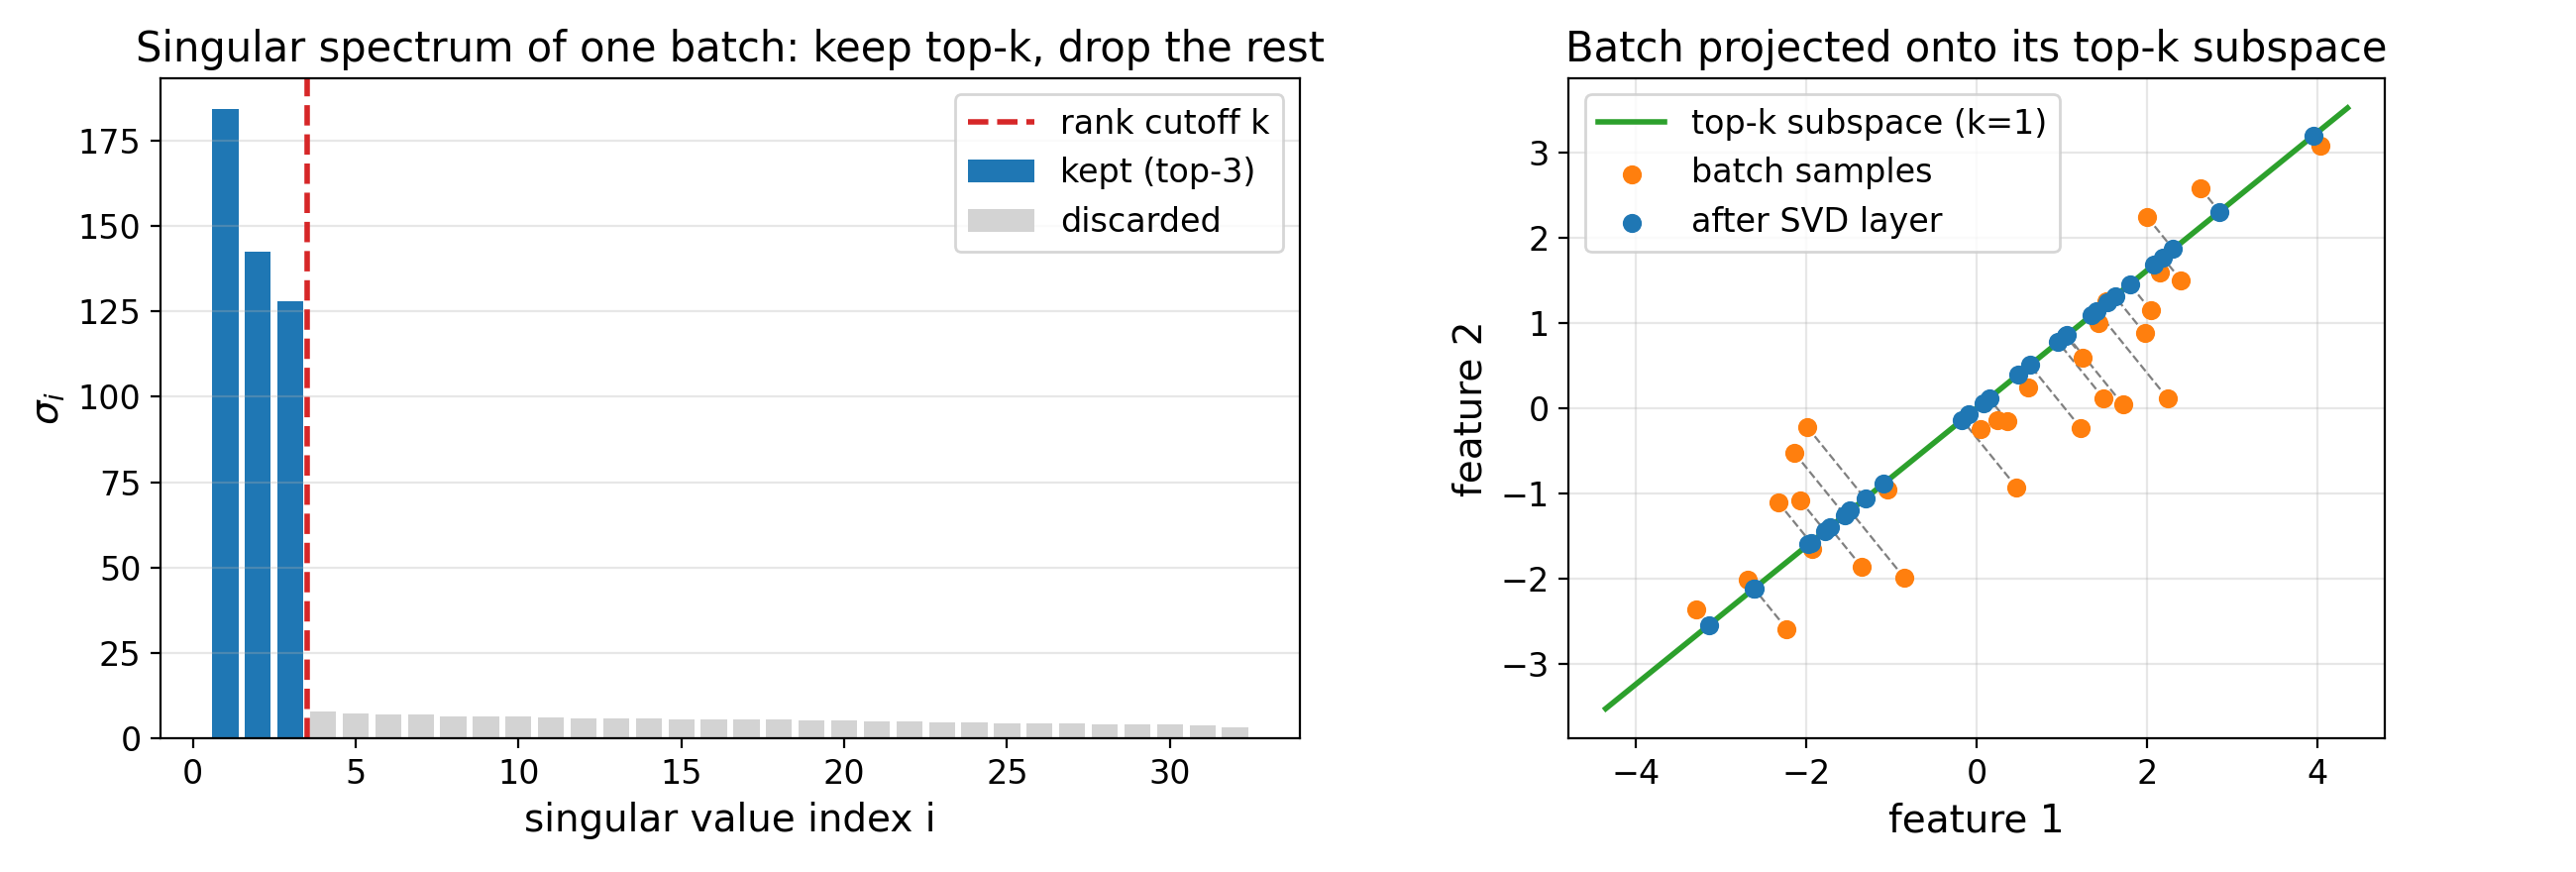 Singular spectrum of one batch: keep top-k, drop the rest
175
150
125
100
75
50
25
0
σi
rank cutoff k
kept (top-3)
discarded
0 5 10 15 20 25 30
singular value index i
Batch projected onto its top-k subspace
3
2
1
0
−1
−2
−3
feature 2
top-k subspace (k=1)
batch samples
after SVD layer
−4 −2 0 2 4
feature 1